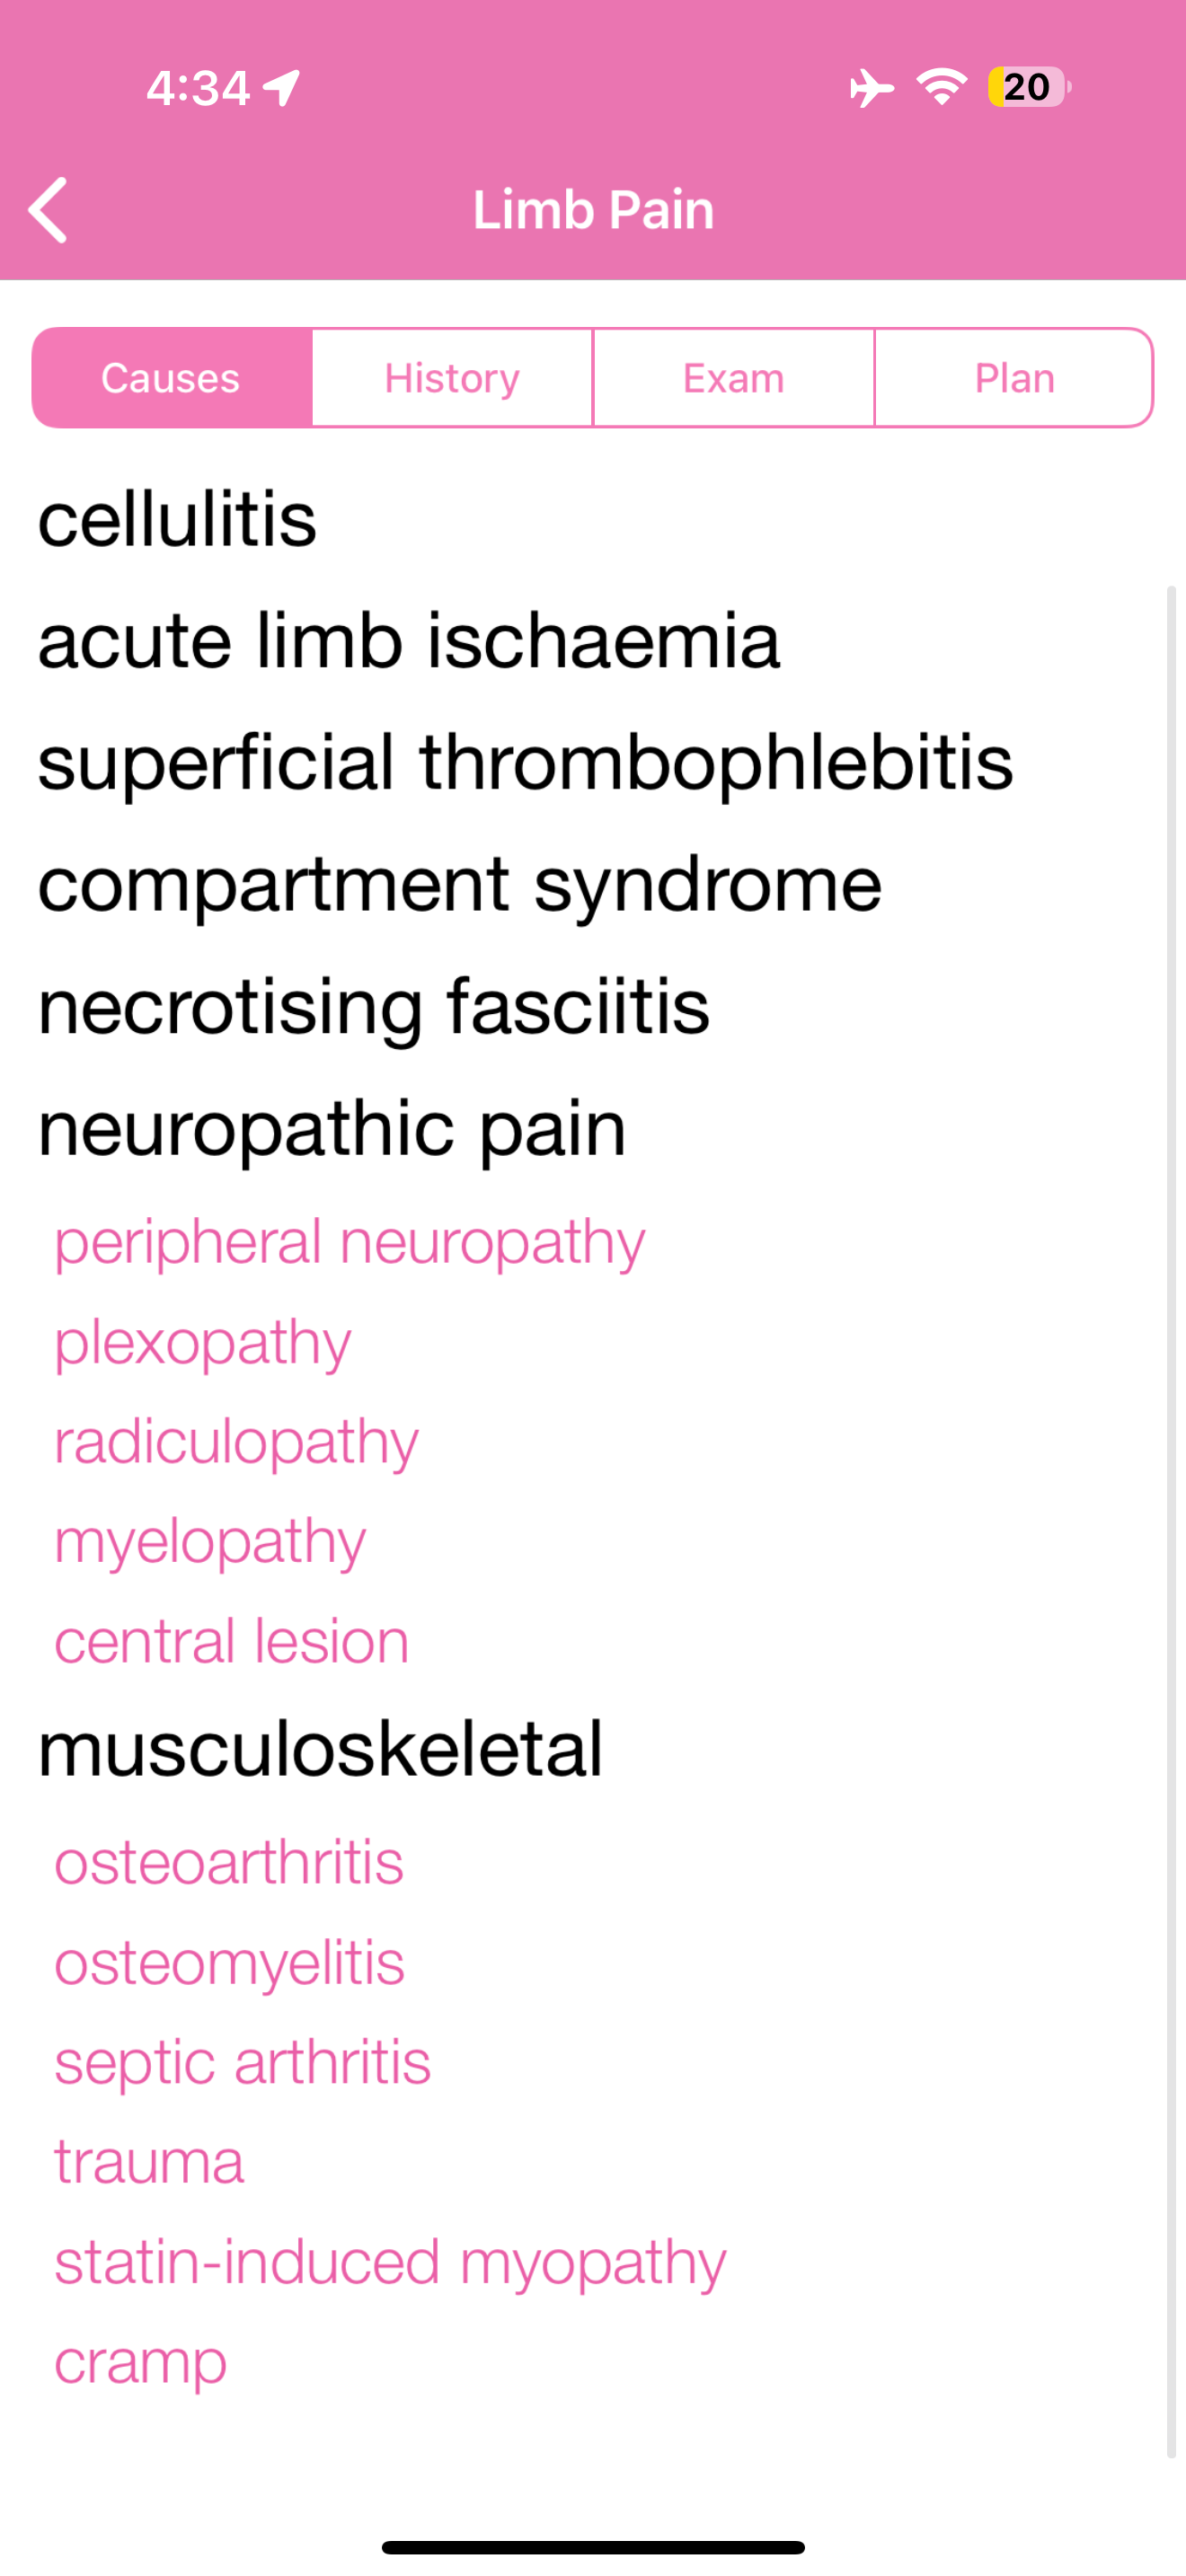 4:34
20
Limb Pain
Causes History Exam Plan
cellulitis
acute limb ischaemia
superficial thrombophlebitis
compartment syndrome
necrotising fasciitis
neuropathic pain
peripheral neuropathy
plexopathy
radiculopathy
myelopathy
central lesion
musculoskeletal
osteoarthritis
osteomyelitis
septic arthritis
trauma
statin-induced myopathy
cramp